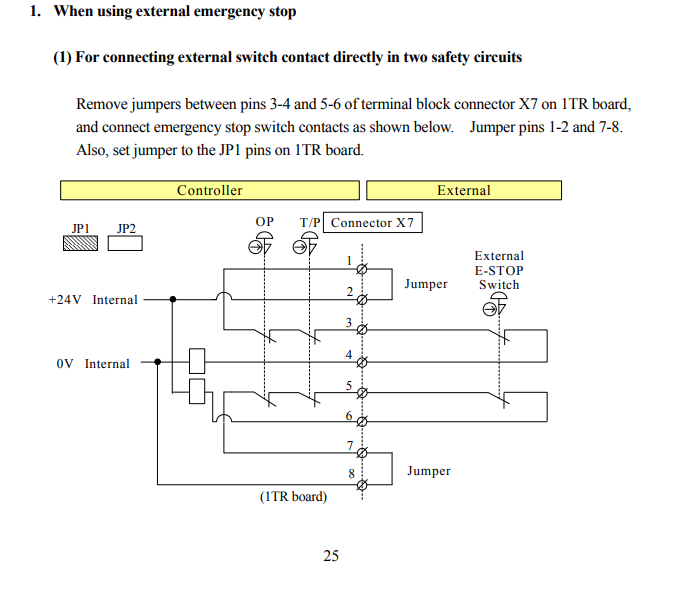 1. When using external emergency stop
(1) For connecting external switch contact directly in two safety circuits
Remove jumpers between pins 3-4 and 5-6 of terminal block connector X7 on 1TR board,
and connect emergency stop switch contacts as shown below. Jumper pins 1-2 and 7-8.
Also, set jumper to the JP1 pins on 1TR board.
Controller
External
JP1 JP2
OP T/P Connector X7
1
External
E-STOP
Switch
Jumper
2
+24V Internal
3
4
0V Internal
5
6
7
8
Jumper
(1TR board)
25